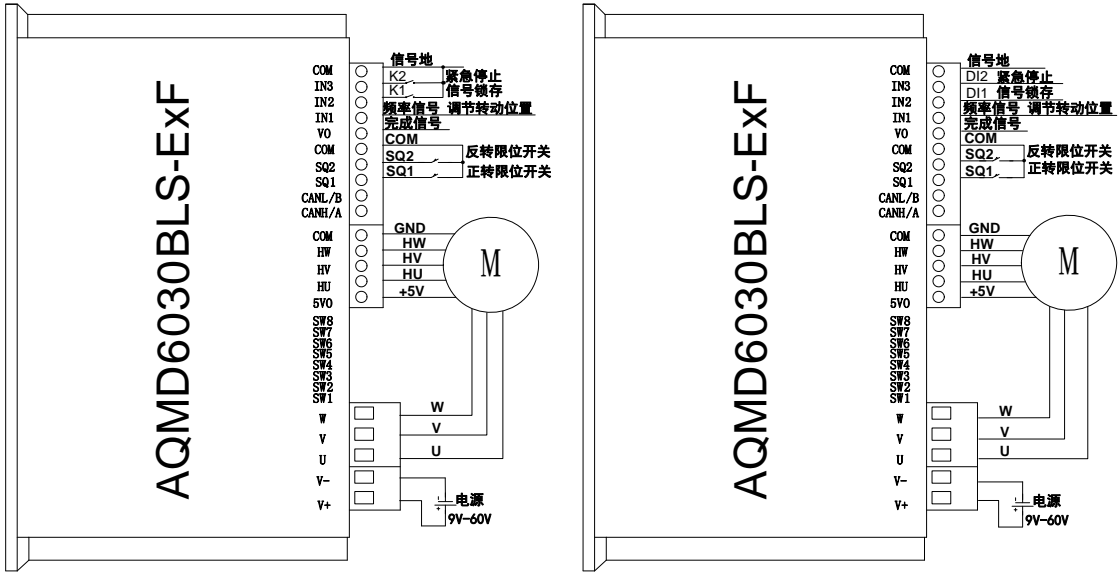 AQMD6030BLS-ExF
COM 信号地
IN3 K2 紧急停止
IN2 K1 信号锁存
IN1 频率信号 调节转动位置
VO 完成信号
COM COM
SQ2 SQ2 反转限位开关
SQ1 SQ1 正转限位开关
CANL/B
CANH/A
COM GND
HW HW
HV HV
HU HU
5VO +5V
M
SW8
SW7
SW6
SW5
SW4
SW3
SW2
SW1
W W
V V
U U
V-
V+
电源
9V-60V
AQMD6030BLS-ExF
COM 信号地
IN3 DI2 紧急停止
IN2 DI1 信号锁存
IN1 频率信号 调节转动位置
VO 完成信号
COM COM
SQ2 SQ2 反转限位开关
SQ1 SQ1 正转限位开关
CANL/B
CANH/A
COM GND
HW HW
HV HV
HU HU
5VO +5V
M
SW8
SW7
SW6
SW5
SW4
SW3
SW2
SW1
W W
V V
U U
V-
V+
电源
9V-60V